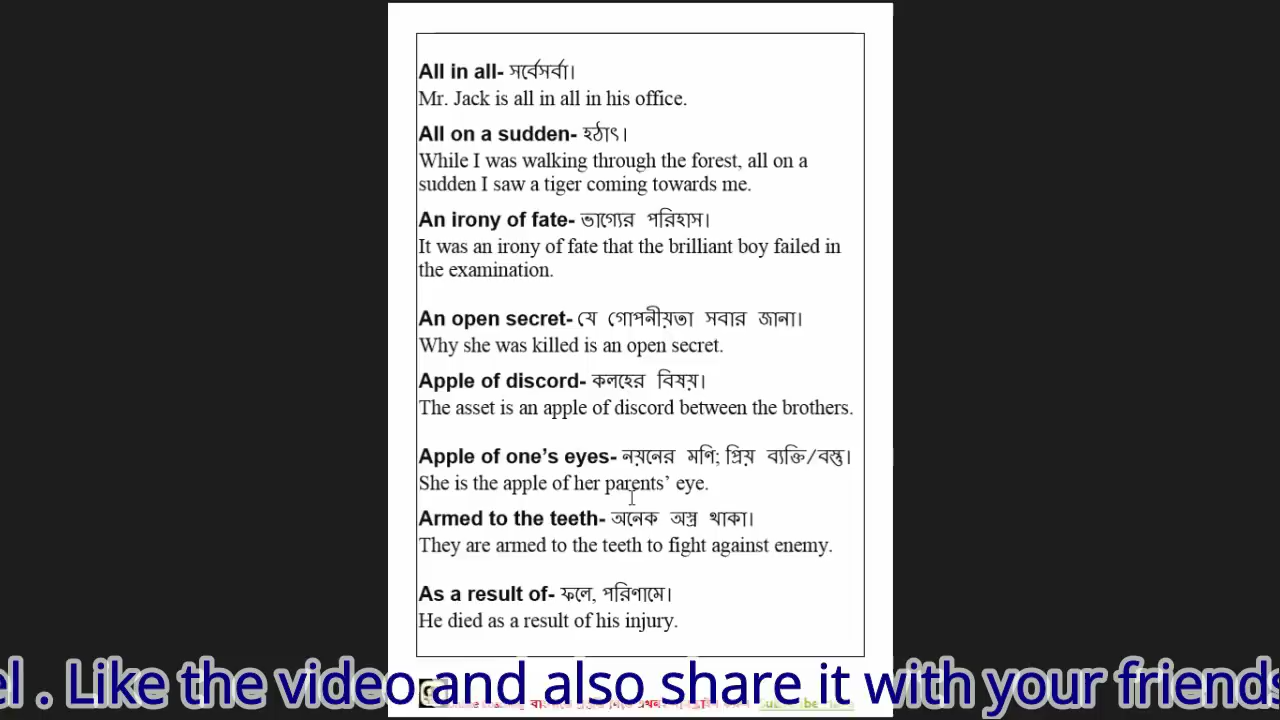 All in all- সর্বেসর্বা।
Mr. Jack is all in all in his office.
All on a sudden- হঠাৎ।
While I was walking through the forest, all on a
sudden I saw a tiger coming towards me.
An irony of fate- ভাগ্যের পরিহাস।
It was an irony of fate that the brilliant boy failed in
the examination.
An open secret- যে গোপনীয়তা সবার জানা।
Why she was killed is an open secret.
Apple of discord- কলহের বিষয়।
The asset is an apple of discord between the brothers.
Apple of one’s eyes- নয়নের মণি; প্রিয় ব্যক্তি/বস্তু।
She is the apple of her parents’ eye.
Armed to the teeth- অনেক অস্ত্র থাকা।
They are armed to the teeth to fight against enemy.
As a result of- ফলে, পরিণামে।
He died as a result of his injury.
el . Like the video and also share it with your friends